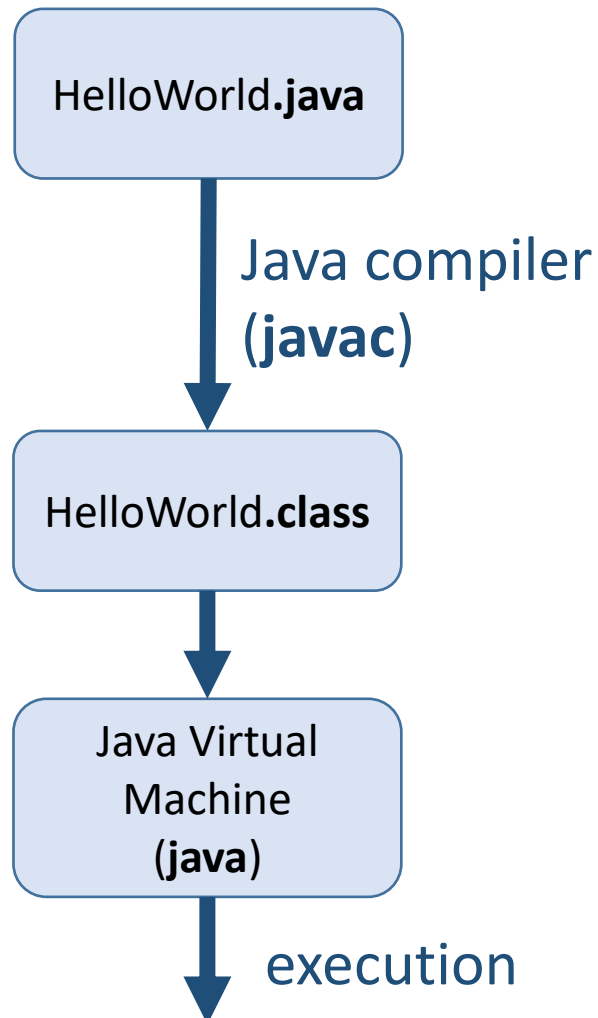 HelloWorld.java
Java compiler
(javac)
HelloWorld.class
Java Virtual
Machine
(java)
execution